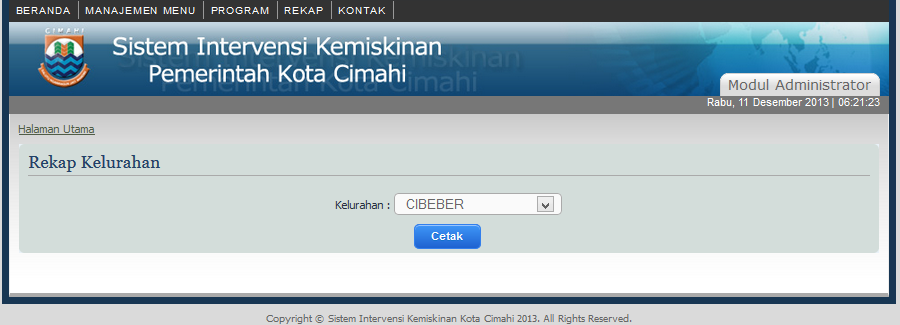 BERANDA MANAJEMEN MENU PROGRAM REKAP KONTAK
CIMAHI
Sistem Intervensi Kemiskinan
Pemerintah Kota Cimahi
Modul Administrator
Rabu, 11 Desember 2013 | 06:21:23
Halaman Utama
Rekap Kelurahan
Kelurahan : CIBEBER
Cetak
Copyright © Sistem Intervensi Kemiskinan Kota Cimahi 2013. All Rights Reserved.